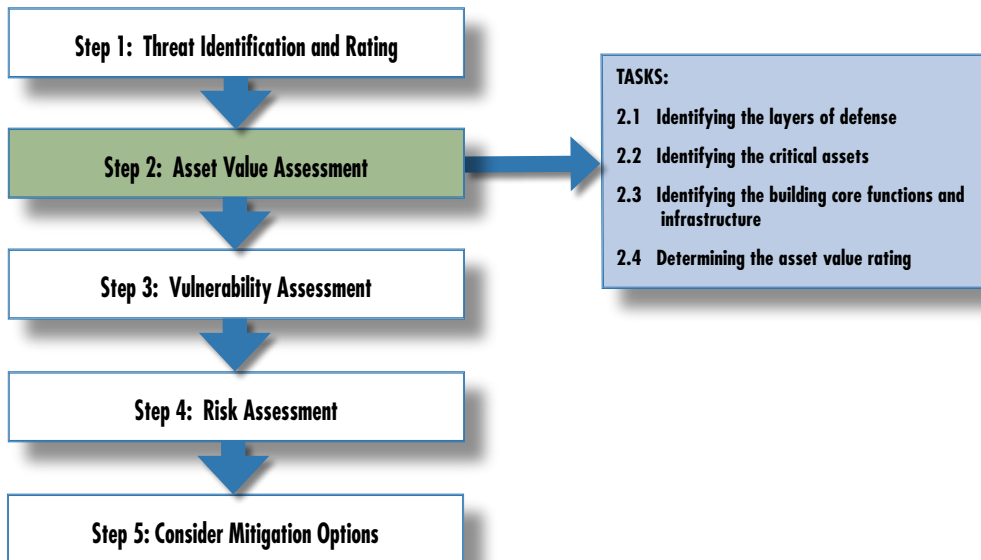 Step 1: Threat Identification and Rating
Step 2: Asset Value Assessment
Step 3: Vulnerability Assessment
Step 4: Risk Assessment
Step 5: Consider Mitigation Options
TASKS:
2.1 Identifying the layers of defense
2.2 Identifying the critical assets
2.3 Identifying the building core functions and
infrastructure
2.4 Determining the asset value rating